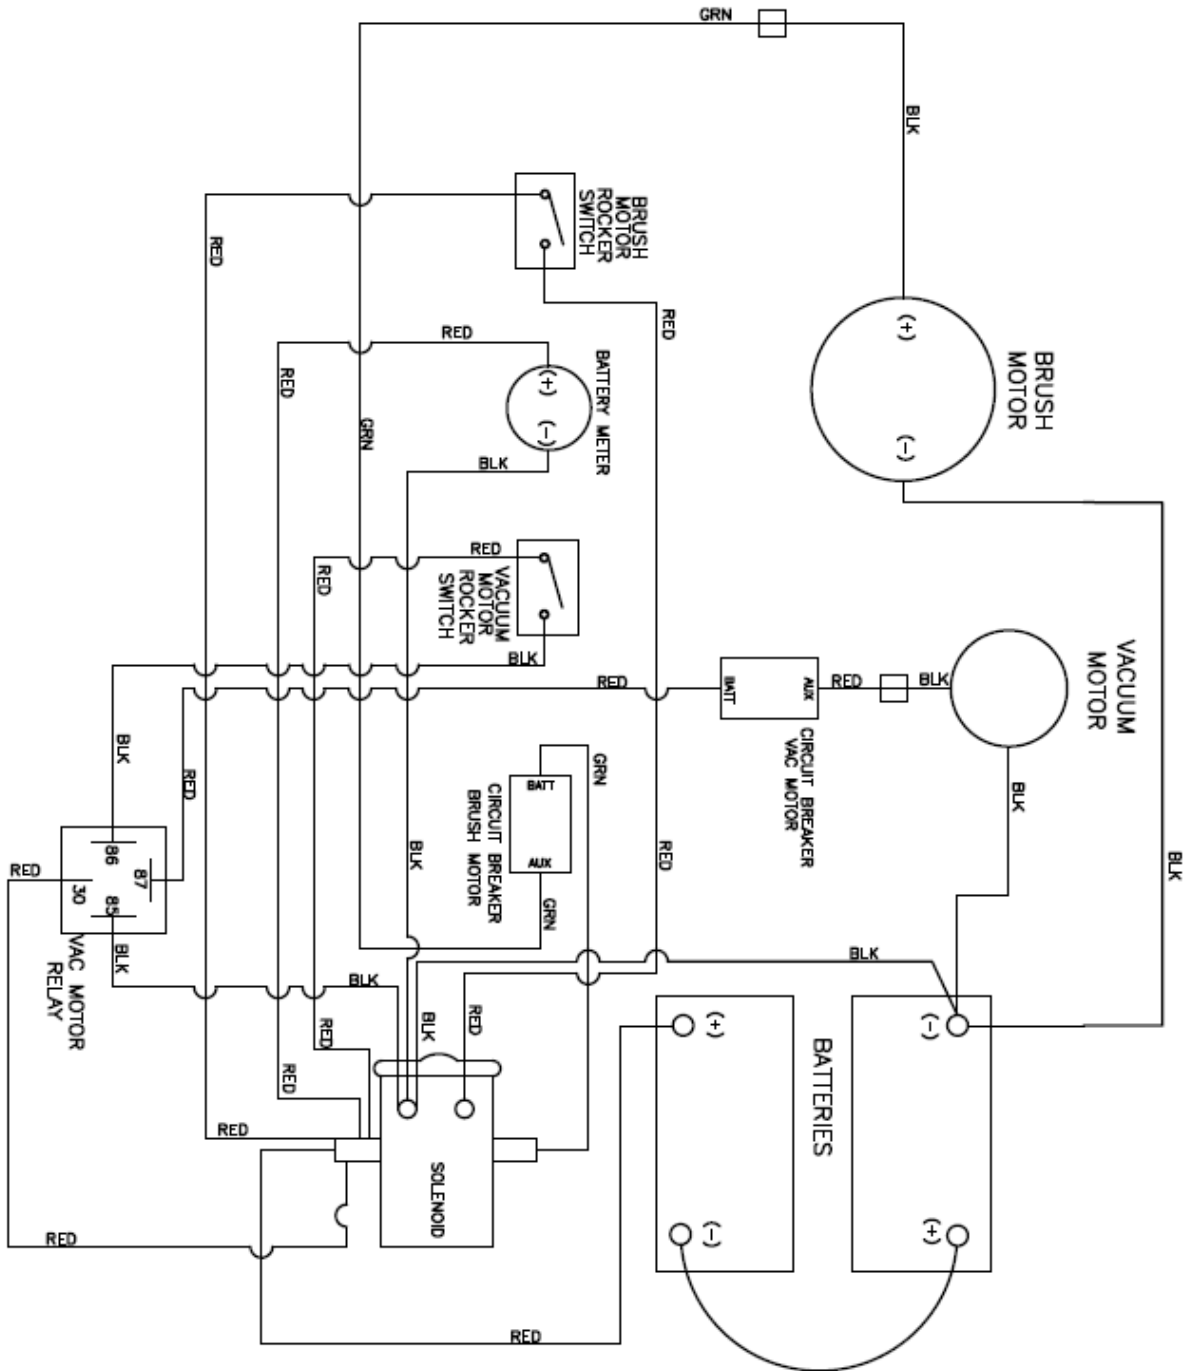 GRN
BLK
BRUSH
MOTOR
ROCKER
SWITCH
RED
RED
RED
RED
(+)
(-)
BRUSH
MOTOR
BATTERY METER
(+)
(-)
GRN
BLK
RED
RED
VACUUM
MOTOR
ROCKER
SWITCH
BLK
RED
BATT
AUX
RED
BLK
VACUUM
MOTOR
CIRCUIT BREAKER
VAC MOTOR
BLK
BLK
RED
GRN
BATT
AUX
CIRCUIT BREAKER
BRUSH MOTOR
GRN
BLK
RED
BLK
RED
86
87
30
85
VAC MOTOR
RELAY
BLK
BLK
BLK
RED
BLK
RED
RED
RED
SOLENOID
(+)
(-)
BATTERIES
(-)
(+)
RED
RED